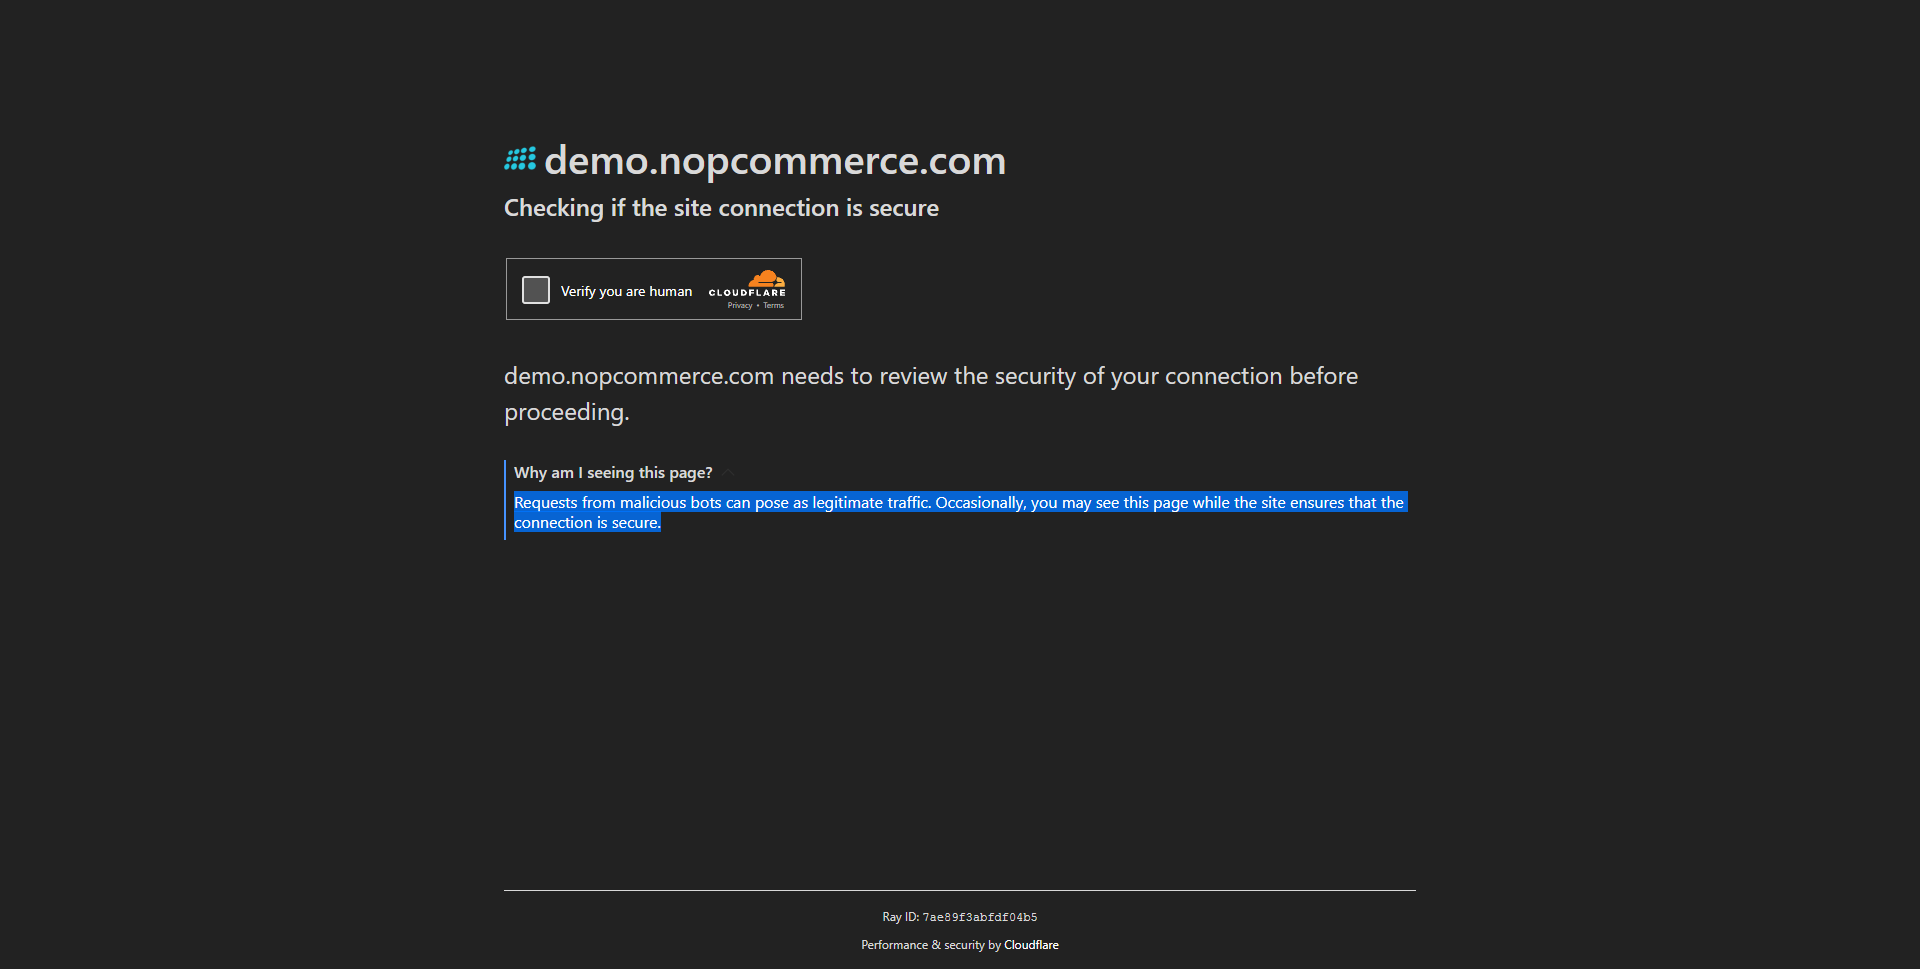 demo.nopcommerce.com
Checking if the site connection is secure
Verify you are human
CLOUDFLARE
Privacy • Terms
demo.nopcommerce.com needs to review the security of your connection before
proceeding.
Why am I seeing this page?
Requests from malicious bots can pose as legitimate traffic. Occasionally, you may see this page while the site ensures that the
connection is secure.
Ray ID: 7ae89f3abfdf04b5
Performance & security by Cloudflare